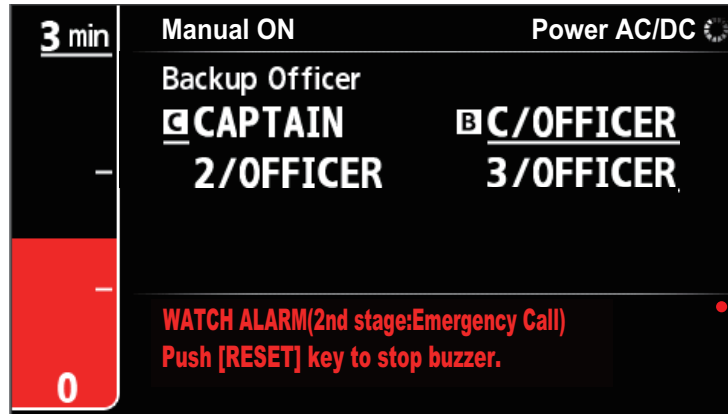 3 min
Manual ON Power AC/DC
Backup Officer
C CAPTAIN B C/OFFICER
2/OFFICER 3/OFFICER
WATCH ALARM(2nd stage:Emergency Call)
Push [RESET] key to stop buzzer.
0